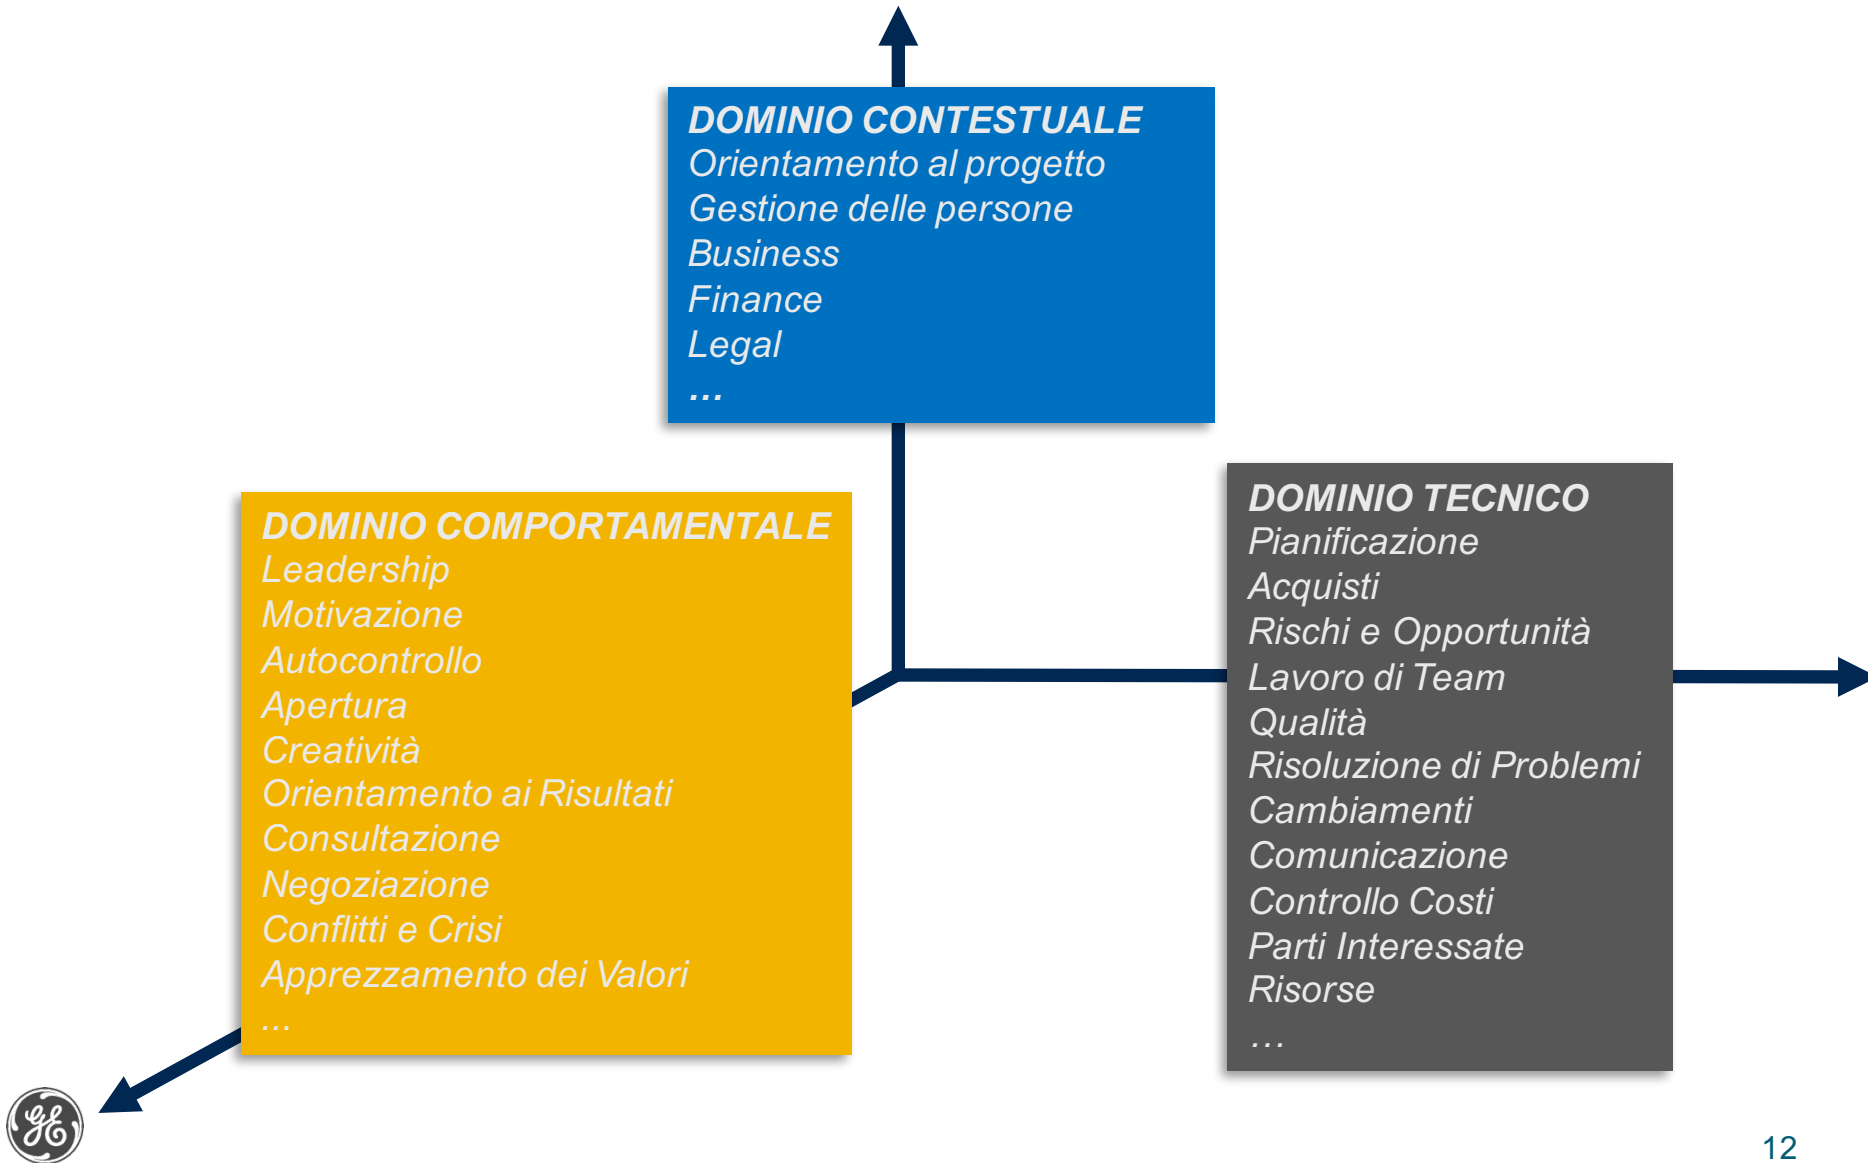 DOMINIO CONTESTUALE
Orientamento al progetto
Gestione delle persone
Business
Finance
Legal
…
DOMINIO COMPORTAMENTALE
Leadership
Motivazione
Autocontrollo
Apertura
Creatività
Orientamento ai Risultati
Consultazione
Negoziazione
Conflitti e Crisi
Apprezzamento dei Valori
...
DOMINIO TECNICO
Pianificazione
Acquisti
Rischi e Opportunità
Lavoro di Team
Qualità
Risoluzione di Problemi
Cambiamenti
Comunicazione
Controllo Costi
Parti Interessate
Risorse
…
GE
12